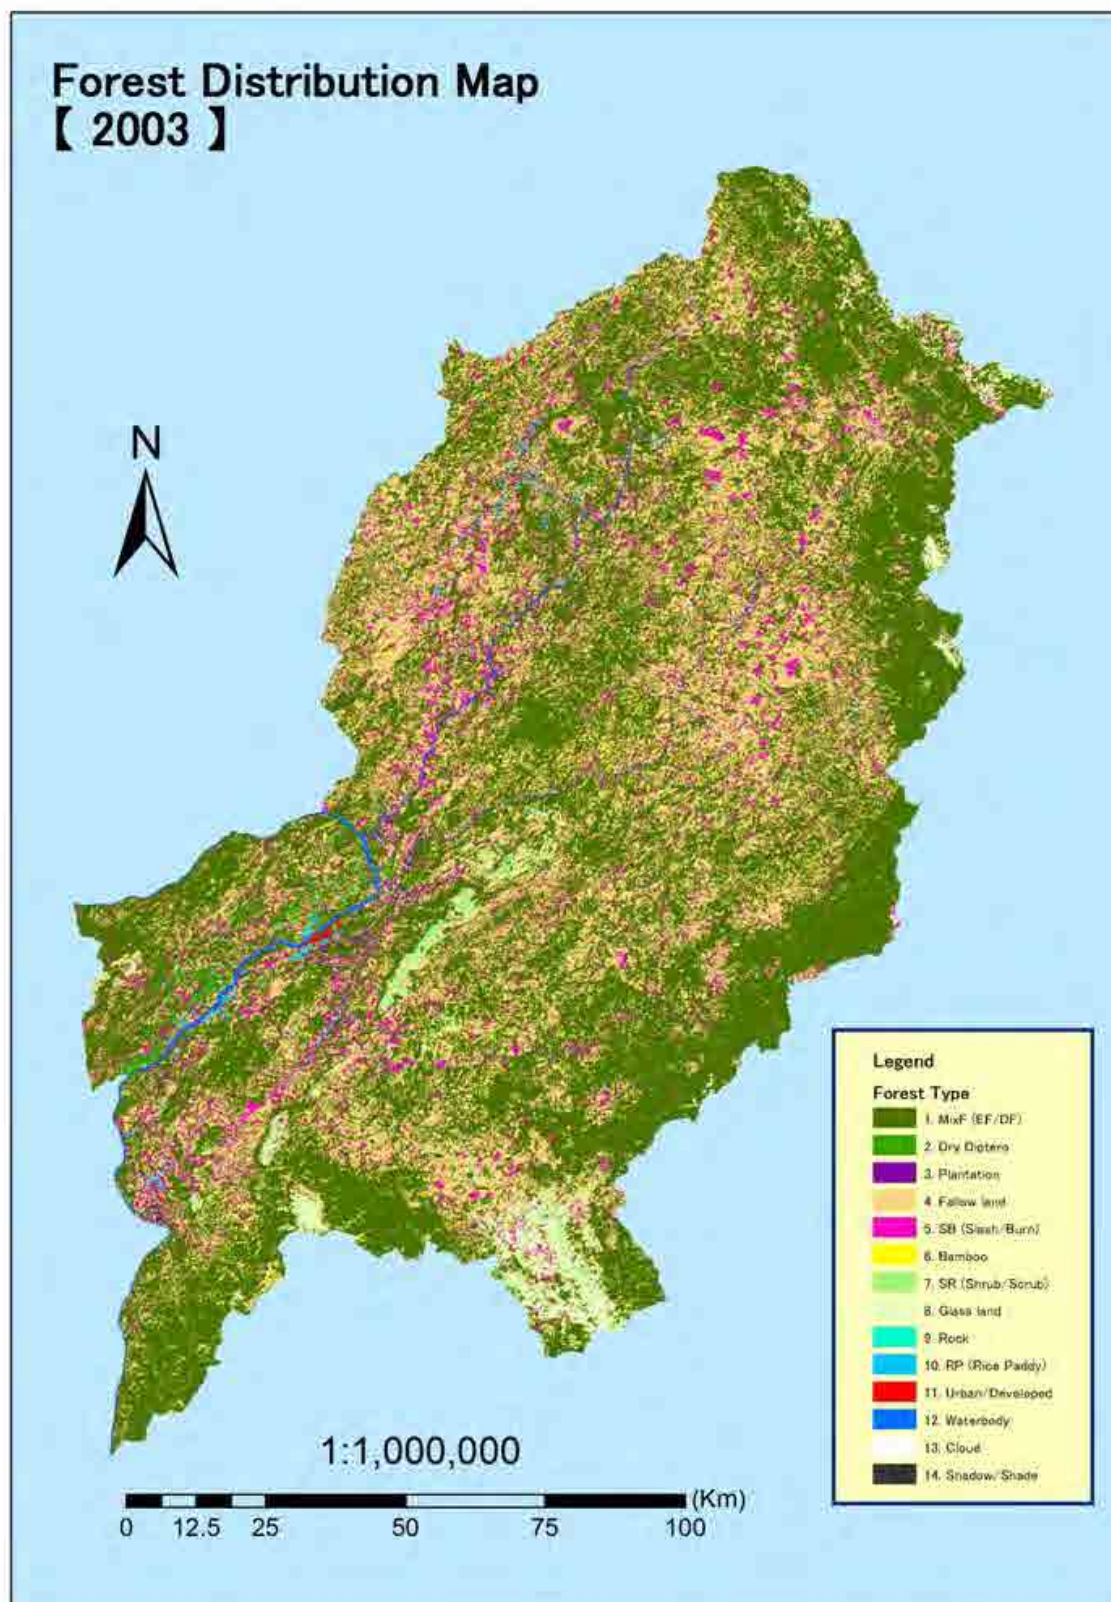 Forest Distribution Map
【 2003 】
N
Legend
Forest Type
1. MixF (EF/DF)
2. Dry Diptero
3. Plantation
4. Fallow land
5. SB (Slash/Burn)
6. Bamboo
7. SR (Shrub/Scrub)
8. Glass land
9. Rock
10. RP (Rice Paddy)
11. Urban/Developed
12. Waterbody
13. Cloud
14. Shadow/Shade
1:1,000,000
(Km)
0 12.5 25 50 75 100